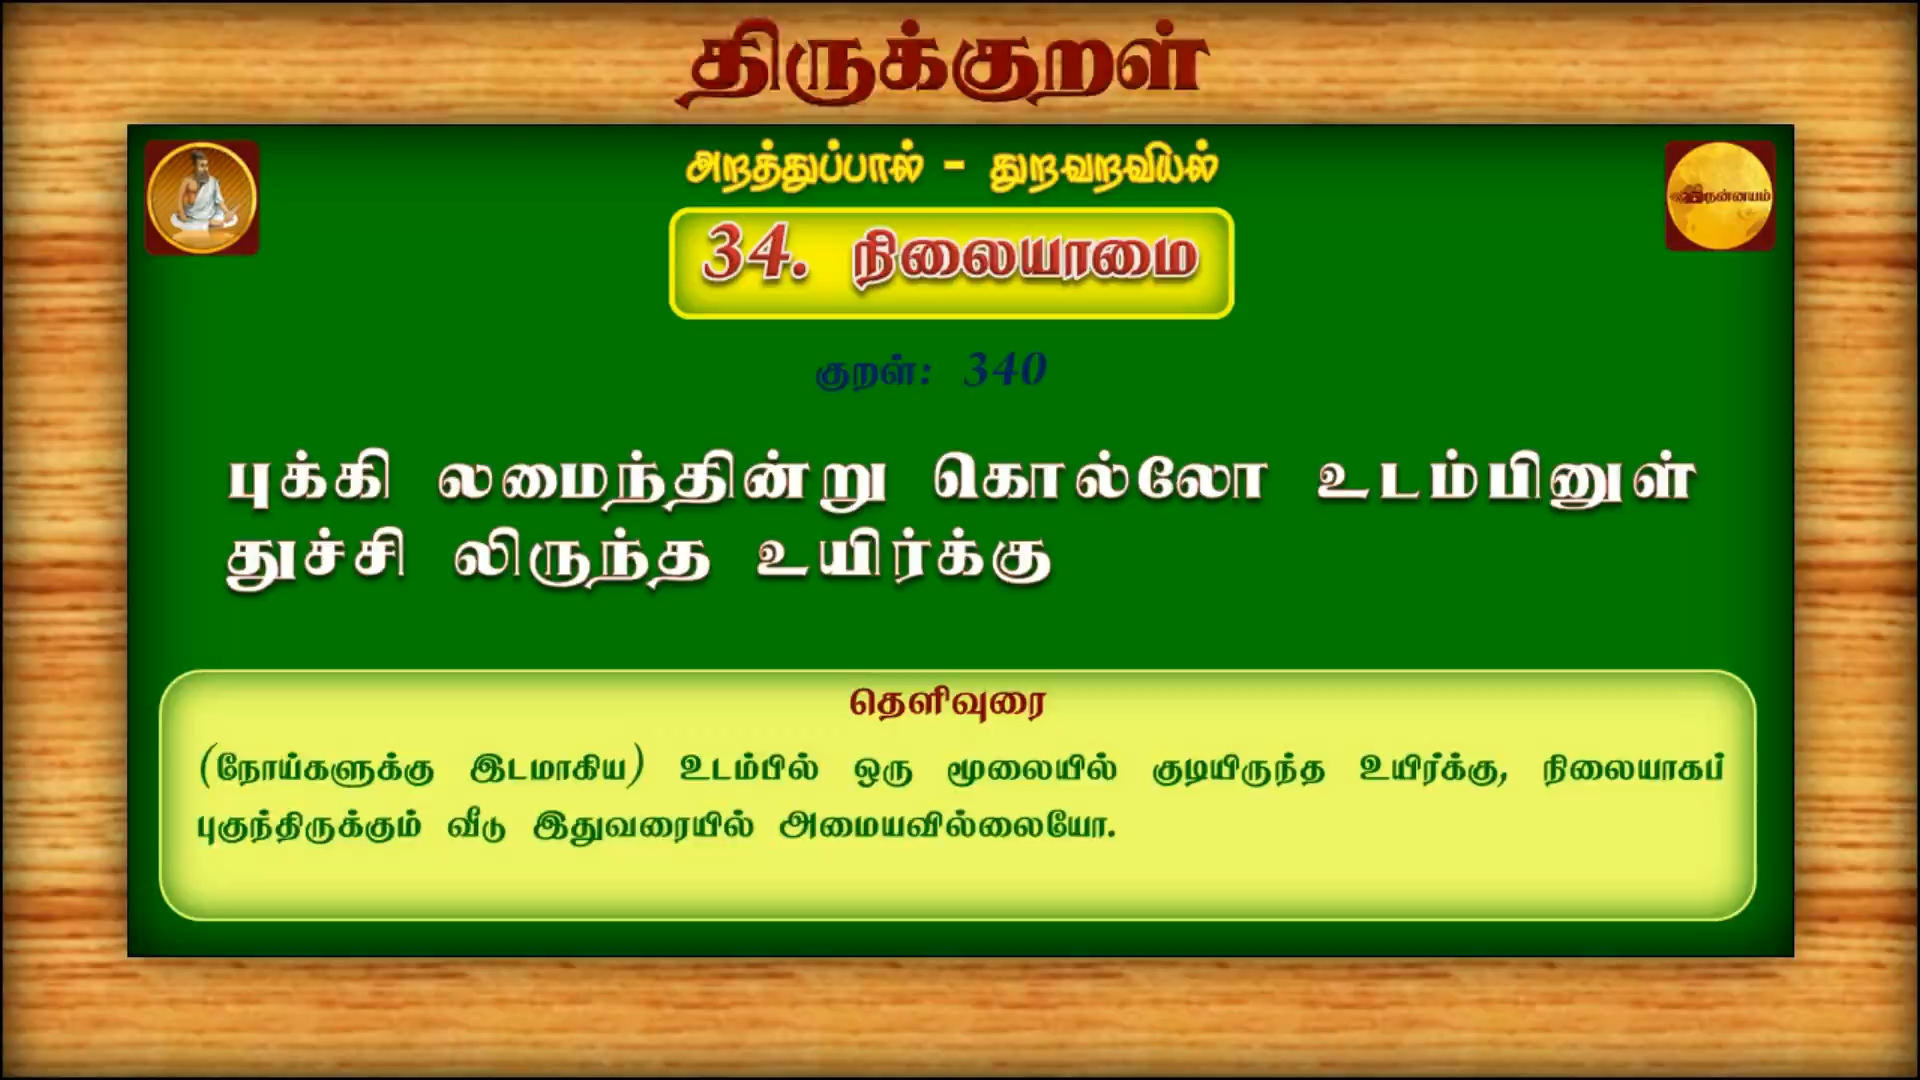 திருக்குறள்
அறத்துப்பால் - துறவறவியல்
34. நிலையாமை
குறள்: 340
புக்கி லமைந்தின்று கொல்லோ உடம்பினுள்
துச்சி லிருந்த உயிர்க்கு
தெளிவுரை
(நோய்களுக்கு இடமாகிய) உடம்பில் ஒரு மூலையில் குடியிருந்த உயிர்க்கு, நிலையாகப்
புகுந்திருக்கும் வீடு இதுவரையில் அமையவில்லையோ.